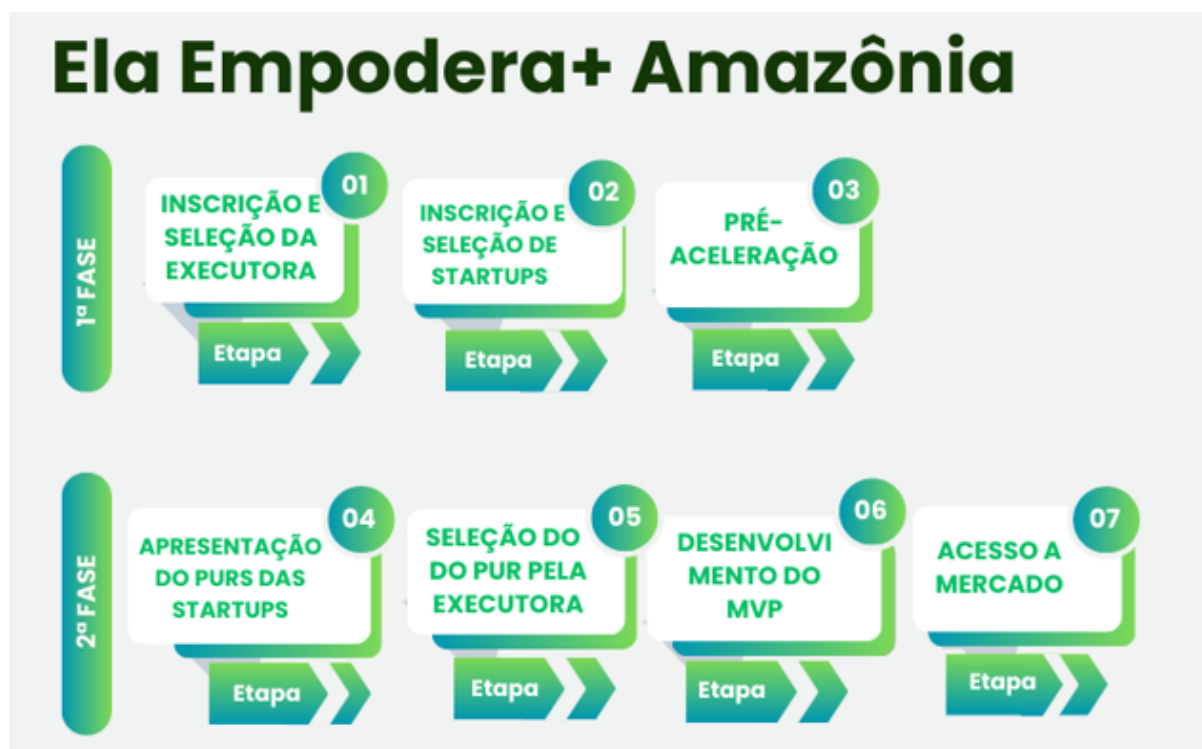 Ela Empodera+ Amazônia
1ª FASE
01
INSCRIÇÃO E
SELEÇÃO DA
EXECUTORA
Etapa
02
INSCRIÇÃO E
SELEÇÃO DE
STARTUPS
Etapa
03
PRÉ-
ACELERAÇÃO
Etapa
2ª FASE
04
APRESENTAÇÃO
DO PURS DAS
STARTUPS
Etapa
05
SELEÇÃO DO
DO PUR PELA
EXECUTORA
Etapa
06
DESENVOLVI
MENTO DO
MVP
Etapa
07
ACESSO A
MERCADO
Etapa